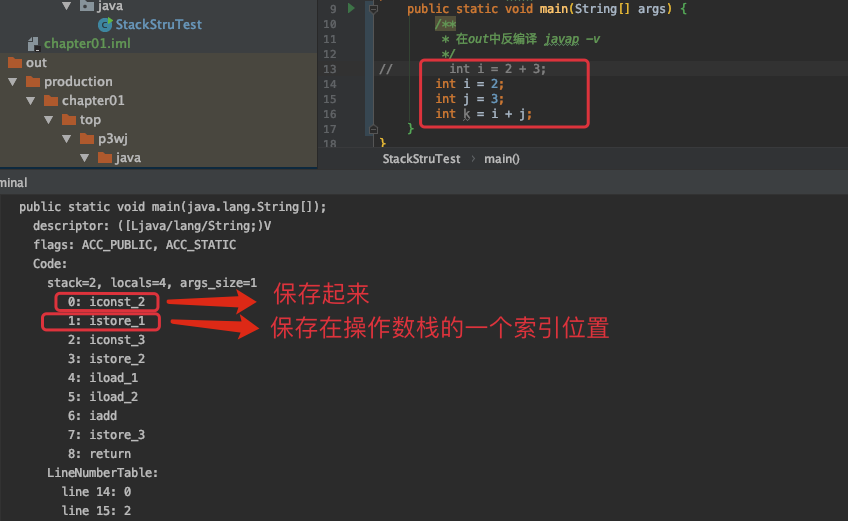 java
StackStruTest
chapter01.iml
out
production
chapter01
top
p3wj
java
9 public static void main(String[] args) {
10 /**
11 * 在out中反编译 javap -v
12 */
13 // int i = 2 + 3;
14 int i = 2;
15 int j = 3;
16 int k = i + j;
17 }
18 }
StackStruTest > main()
minal
public static void main(java.lang.String[]);
descriptor: ([Ljava/lang/String;)V
flags: ACC_PUBLIC, ACC_STATIC
Code:
stack=2, locals=4, args_size=1
0: iconst_2 保存起来
1: istore_1 保存在操作数栈的一个索引位置
2: iconst_3
3: istore_2
4: iload_1
5: iload_2
6: iadd
7: istore_3
8: return
LineNumberTable:
line 14: 0
line 15: 2